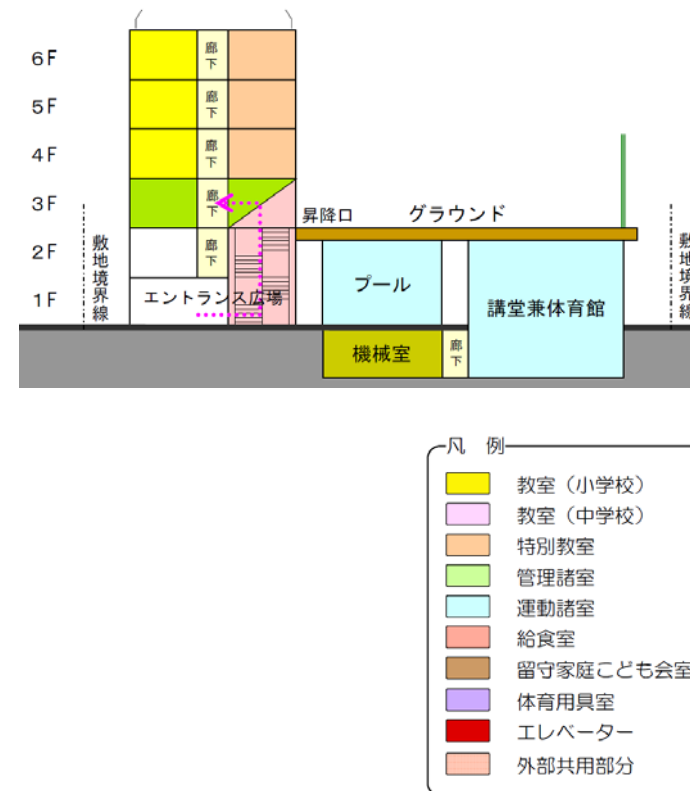 6F
廊下
5F
廊下
4F
廊下
3F
廊下
昇降口
グラウンド
2F
廊下
敷地境界線
敷地境界線
プール
1F
エントランス広場
講堂兼体育館
機械室
廊下
凡 例
教室（小学校）
教室（中学校）
特別教室
管理諸室
運動諸室
給食室
留守家庭こども会室
体育用具室
エレベーター
外部共用部分